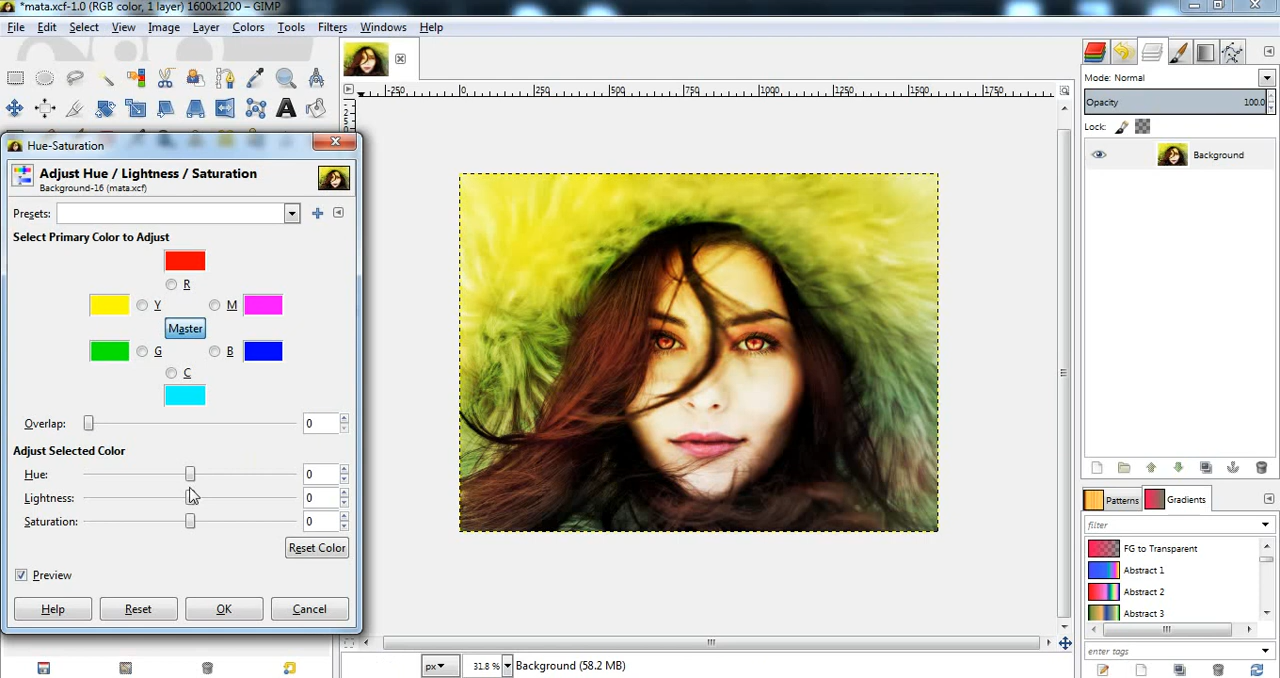 *mata.xcf-1.0 (RGB color, 1 layer) 1600x1200 – GIMP
File Edit Select View Image Layer Colors Tools Filters Windows Help
-250 0 250 500 750 1000 1250 1500 1750
Mode: Normal
Opacity 100.0
Lock:
Background
Hue-Saturation
Adjust Hue / Lightness / Saturation
Background-16 (mata.xcf)
Presets:
Select Primary Color to Adjust
R
Y M
Master
G B
C
Overlap: 0
Adjust Selected Color
Hue: 0
Lightness: 0
Saturation: 0
Reset Color
Preview
Help Reset OK Cancel
Patterns Gradients
filter
FG to Transparent
Abstract 1
Abstract 2
Abstract 3
enter tags
px 31.8 % Background (58.2 MB)